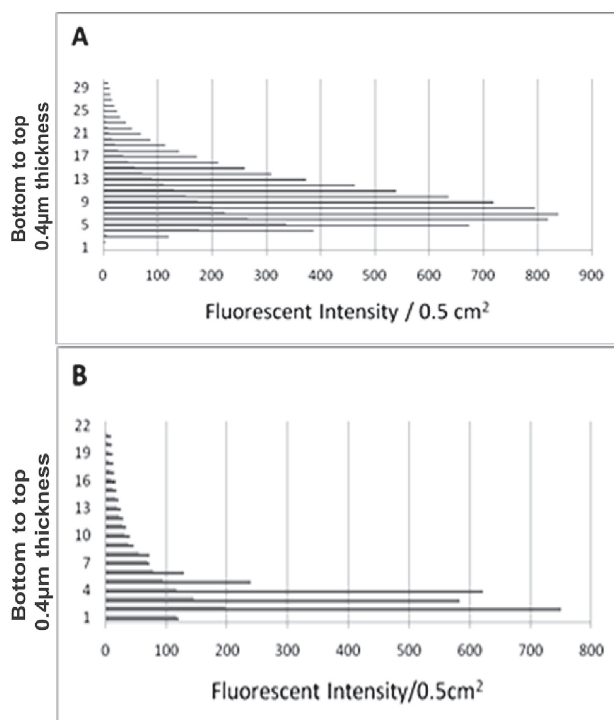 A
Bottom to top
0.4µm thickness
29
25
21
17
13
9
5
1
0 100 200 300 400 500 600 700 800 900
Fluorescent Intensity / 0.5 cm²
B
Bottom to top
0.4µm thickness
22
19
16
13
10
7
4
1
0 100 200 300 400 500 600 700 800
Fluorescent Intensity/0.5cm²